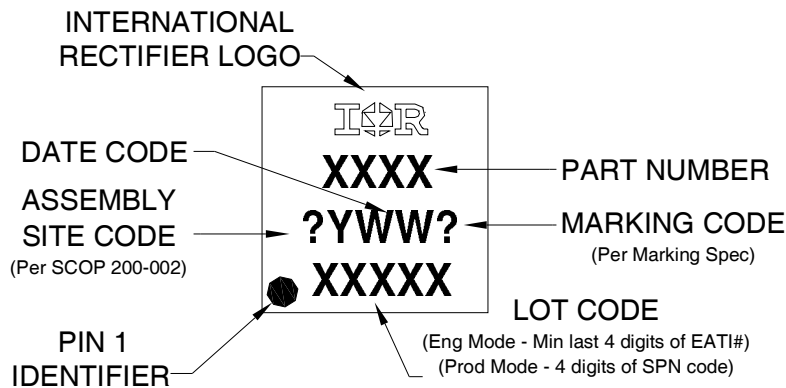 INTERNATIONAL
RECTIFIER LOGO
IOR
DATE CODE
XXXX
PART NUMBER
ASSEMBLY
SITE CODE
(Per SCOP 200-002)
?YWW?
MARKING CODE
(Per Marking Spec)
XXXXX
LOT CODE
(Eng Mode - Min last 4 digits of EATI#)
(Prod Mode - 4 digits of SPN code)
PIN 1
IDENTIFIER